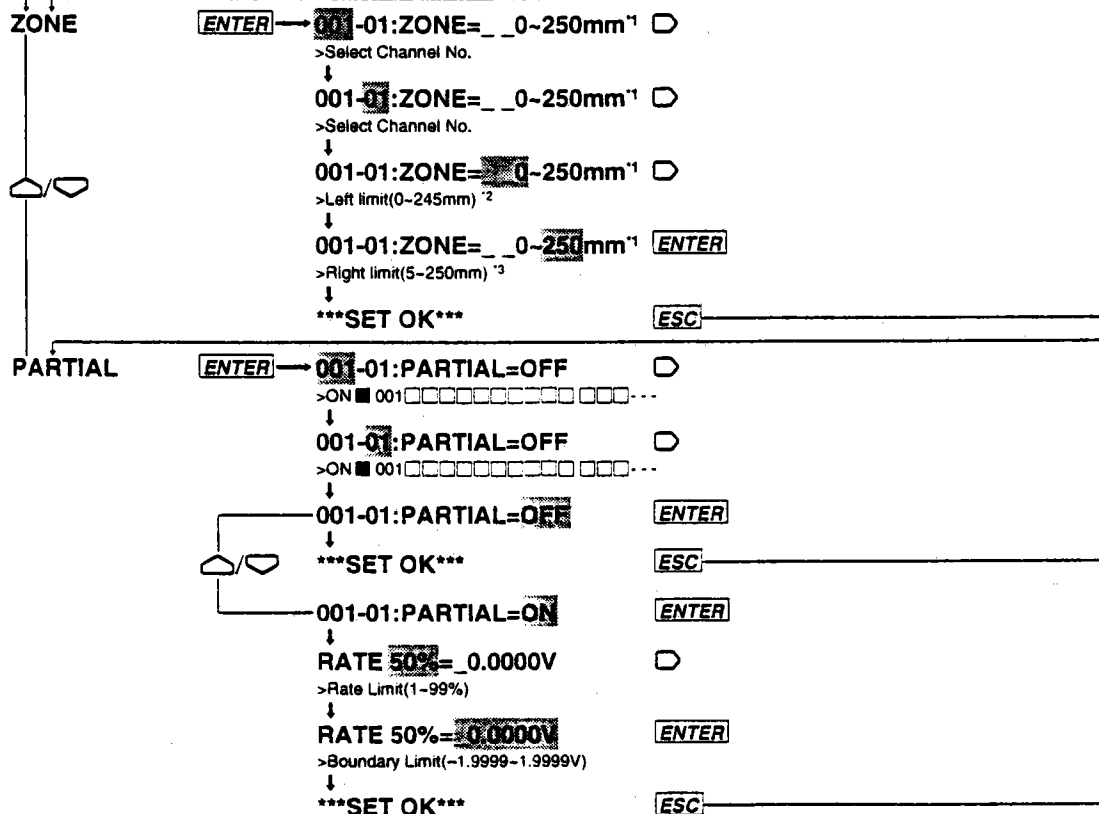 ZONE ENTER 001-01:ZONE=_ _0~250mm*1
>Select Channel No.
001-01:ZONE=_ _0~250mm*1
>Select Channel No.
001-01:ZONE=_ _0~250mm*1
>Left limit(0~245mm) *2
001-01:ZONE=_ _0~250mm*1 ENTER
>Right limit(5~250mm) *3
***SET OK*** ESC
PARTIAL ENTER 001-01:PARTIAL=OFF
>ON ■ 001□□□□□□□□□□ □□□---
001-01:PARTIAL=OFF
>ON ■ 001□□□□□□□□□□ □□□---
001-01:PARTIAL=OFF ENTER
***SET OK*** ESC
001-01:PARTIAL=ON ENTER
RATE 50%=_0.0000V
>Rate Limit(1~99%)
RATE 50%=_0.0000V ENTER
>Boundary Limit(-1.9999~1.9999V)
***SET OK*** ESC